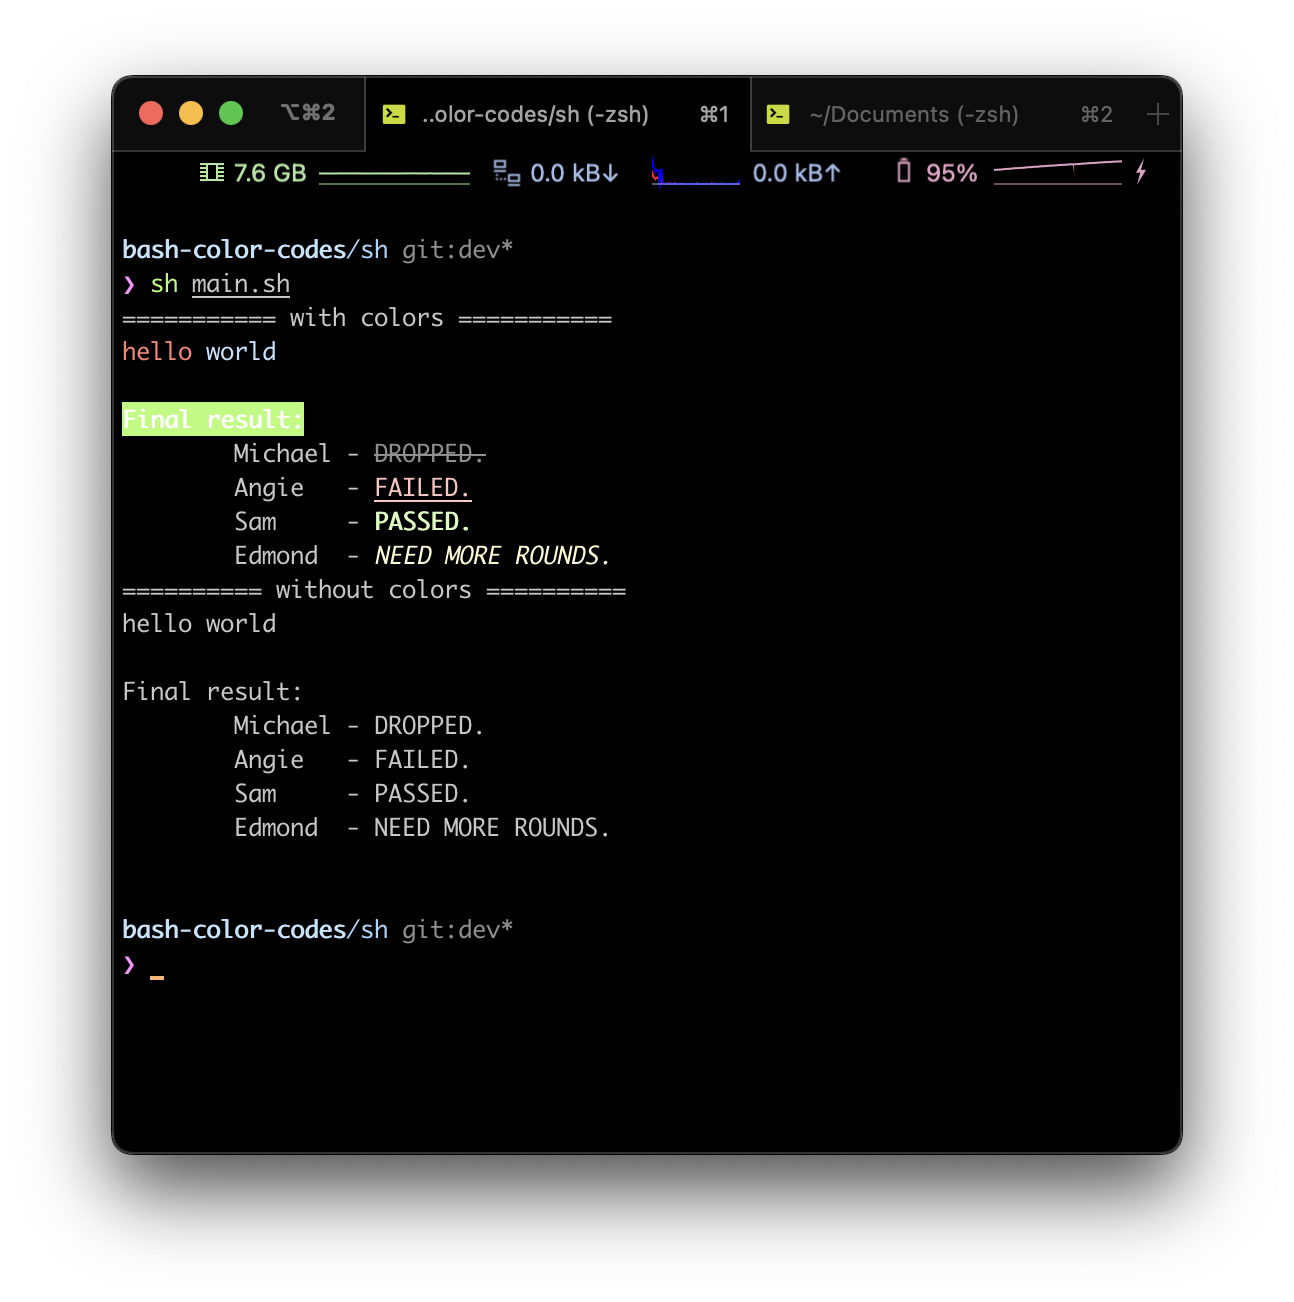 ⌥⌘2 ..olor-codes/sh (-zsh) ⌘1 ~/Documents (-zsh) ⌘2 +
7.6 GB 0.0 kB↓ 0.0 kB↑ 95%
bash-color-codes/sh git:dev*
❯ sh main.sh
=========== with colors ===========
hello world
Final result:
        Michael - DROPPED.
        Angie   - FAILED.
        Sam     - PASSED.
        Edmond  - NEED MORE ROUNDS.
========== without colors ==========
hello world
Final result:
        Michael - DROPPED.
        Angie   - FAILED.
        Sam     - PASSED.
        Edmond  - NEED MORE ROUNDS.
bash-color-codes/sh git:dev*
❯ _